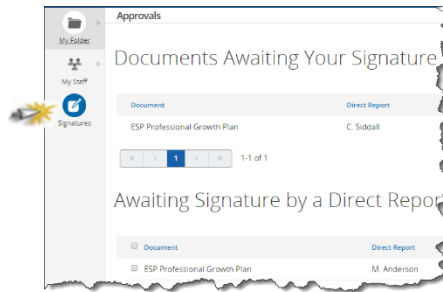 Approvals
My Folder
My Staff
Signatures
Documents Awaiting Your Signature
Document Direct Report
ESP Professional Growth Plan C. Siddall
« ‹ 1 › » 1-1 of 1
Awaiting Signature by a Direct Repor
Document Direct Report
ESP Professional Growth Plan M. Anderson